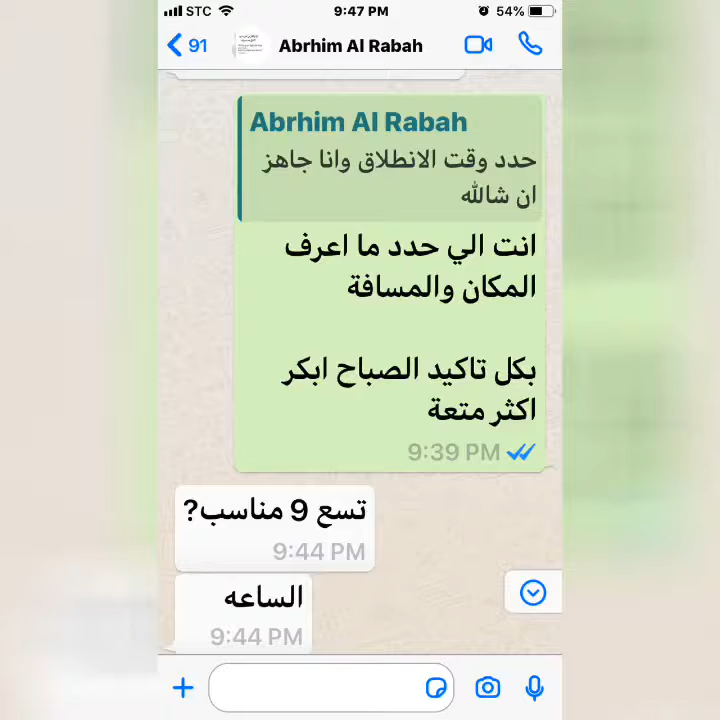 STC 9:47 PM 54%
91 Abrhim Al Rabah
Abrhim Al Rabah
حدد وقت الانطلاق وانا جاهز
ان شالله
انت الي حدد ما اعرف
المكان والمسافة
بكل تاكيد الصباح ابكر
اكثر متعة
9:39 PM
تسع 9 مناسب?
9:44 PM
الساعه
9:44 PM